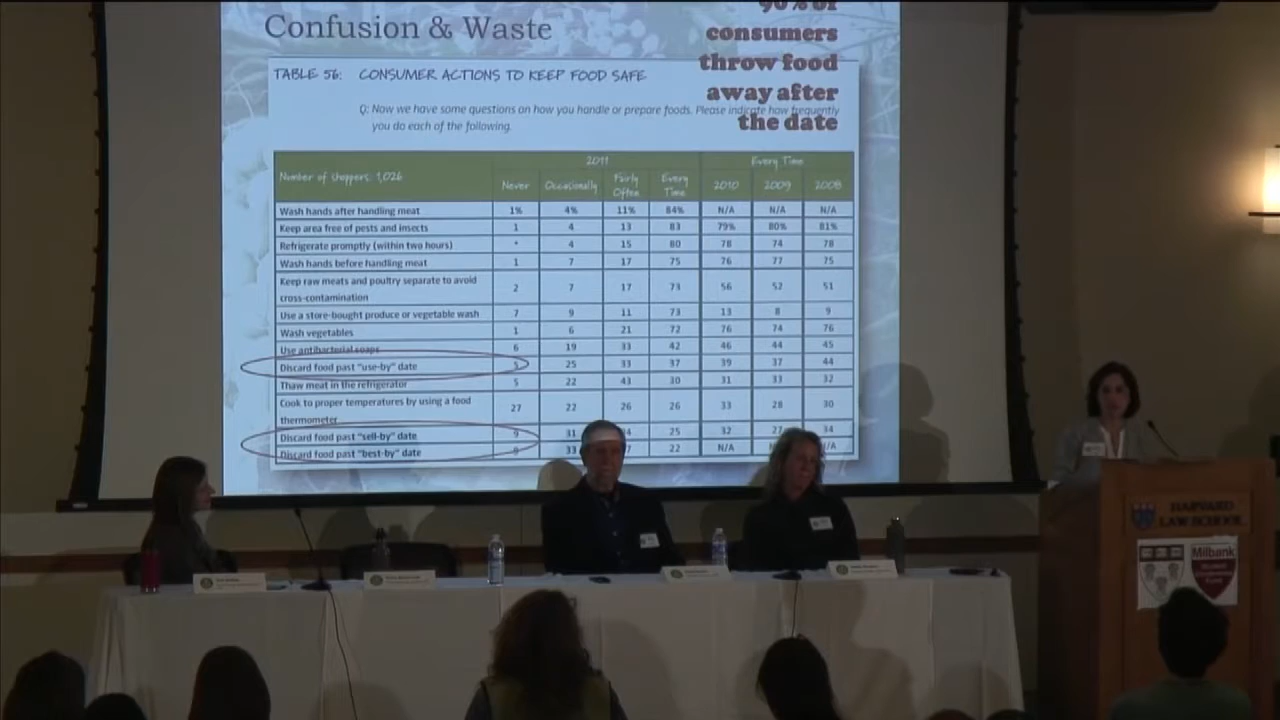 Confusion & Waste
90% of
consumers
throw food
away after
the date
TABLE 56: CONSUMER ACTIONS TO KEEP FOOD SAFE
Q: Now we have some questions on how you handle or prepare foods. Please indicate how frequently
you do each of the following.
2011 Every Time
Number of shoppers: 1,026 Never Occasionally Fairly Often Every Time 2010 2009 2008
Wash hands after handling meat 1% 4% 11% 84% N/A N/A N/A
Keep area free of pests and insects 1 4 13 83 79% 80% 81%
Refrigerate promptly (within two hours) * 4 15 80 78 74 78
Wash hands before handling meat 1 7 17 75 76 77 75
Keep raw meats and poultry separate to avoid
cross-contamination 2 7 17 73 56 52 51
Use a store-bought produce or vegetable wash 7 9 11 73 13 8 9
Wash vegetables 1 6 21 72 76 74 76
Use antibacterial soaps 6 19 33 42 46 44 45
Discard food past "use-by" date 5 25 33 37 39 37 44
Thaw meat in the refrigerator 5 22 43 30 31 33 32
Cook to proper temperatures by using a food
thermometer 27 22 26 26 33 28 30
Discard food past "sell-by" date 9 31 25 32 27 34
Discard food past "best-by" date 33 22 N/A
HARVARD
LAW SCHOOL
Milbank